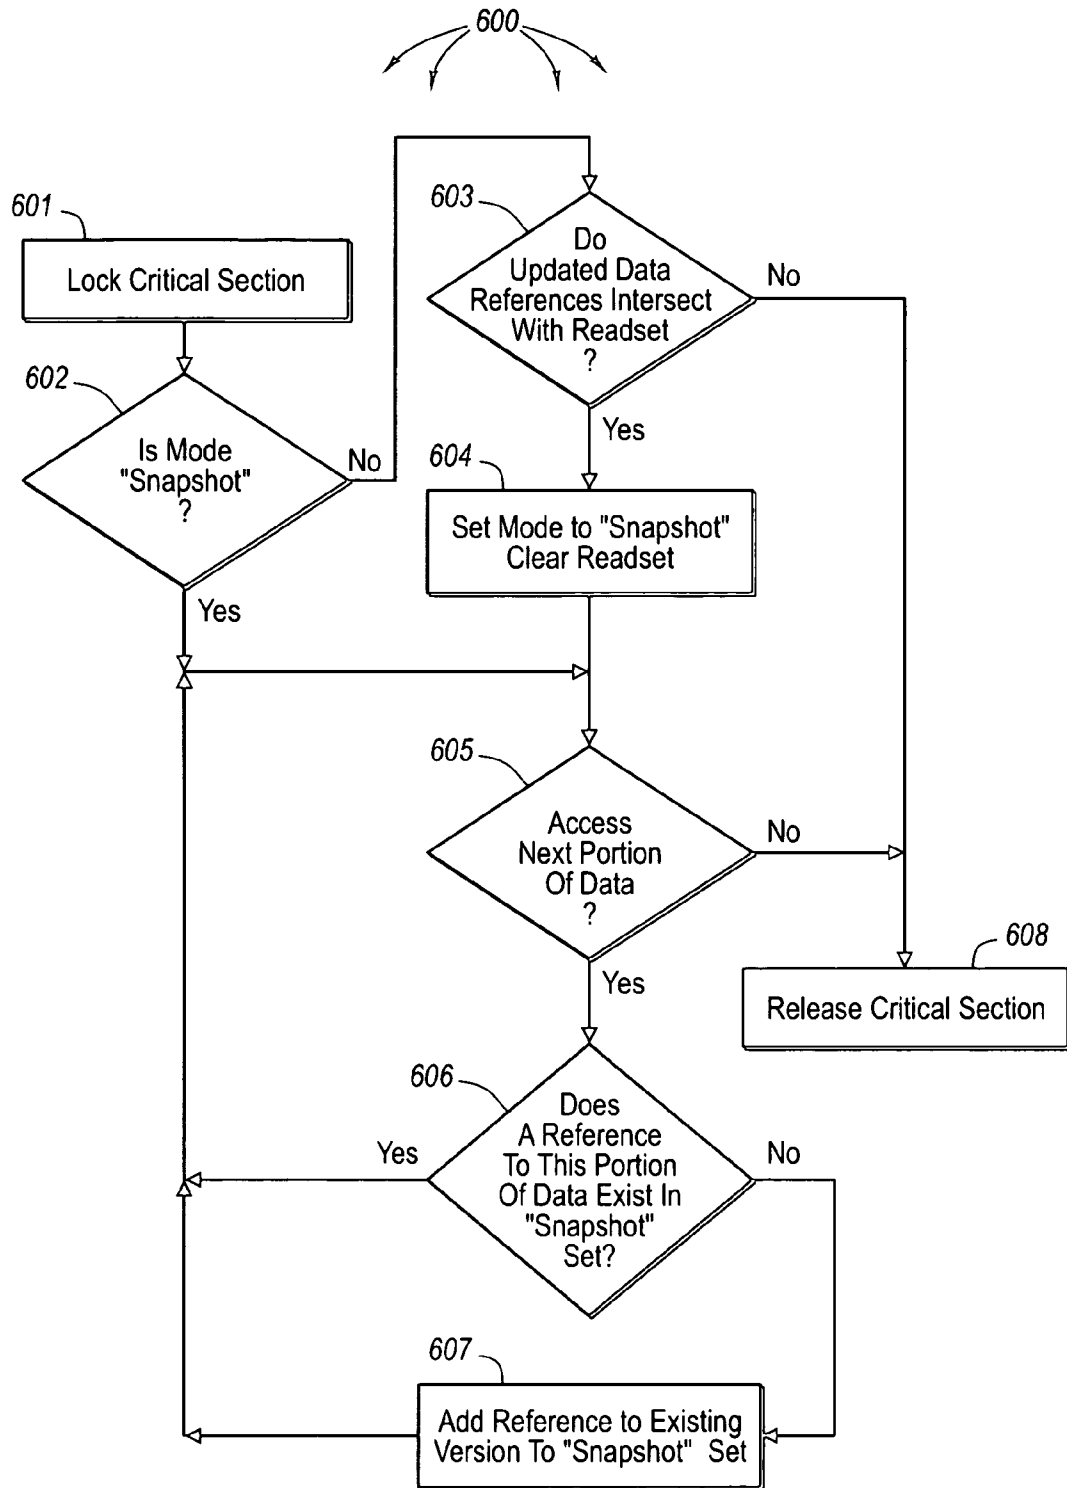 600
601
Lock Critical Section
602
Is Mode
"Snapshot"
?
No
Yes
603
Do
Updated Data
References Intersect
With Readset
?
No
Yes
604
Set Mode to "Snapshot"
Clear Readset
605
Access
Next Portion
Of Data
?
No
Yes
608
Release Critical Section
606
Does
A Reference
To This Portion
Of Data Exist In
"Snapshot"
Set?
Yes
No
607
Add Reference to Existing
Version To "Snapshot" Set